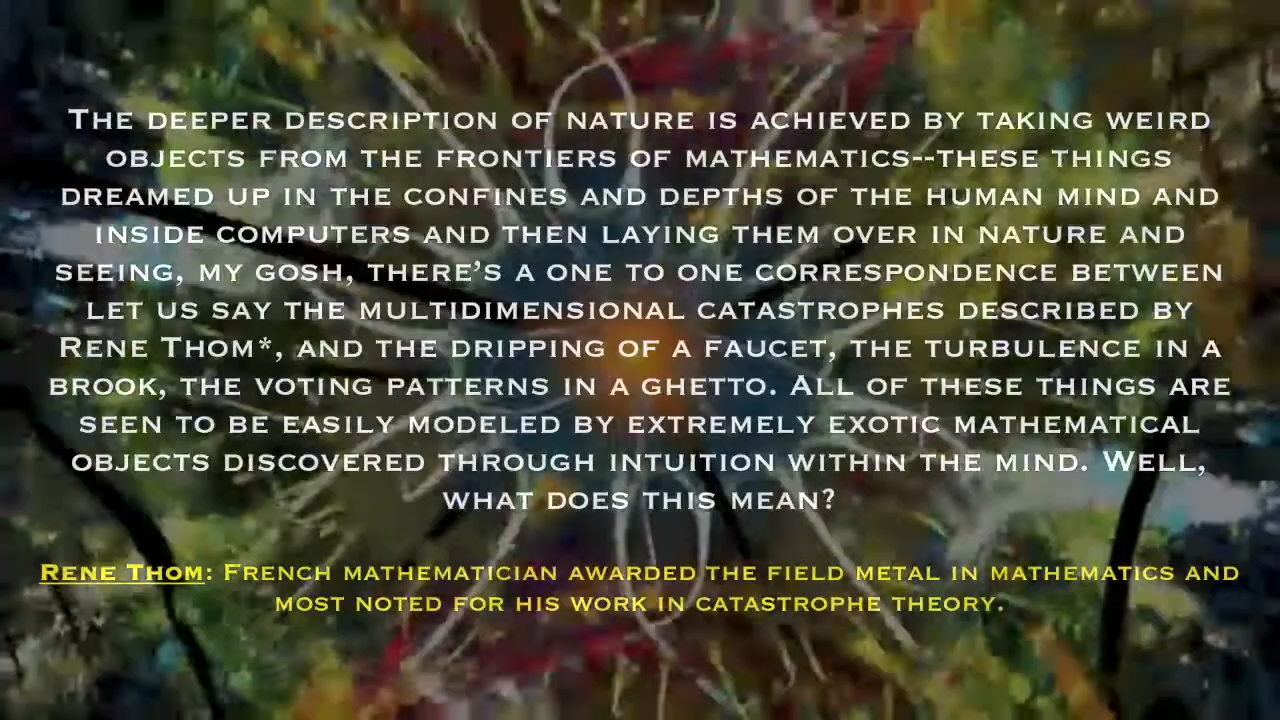 The deeper description of nature is achieved by taking weird
objects from the frontiers of mathematics--these things
dreamed up in the confines and depths of the human mind and
inside computers and then laying them over in nature and
seeing, my gosh, there's a one to one correspondence between
let us say the multidimensional catastrophes described by
Rene Thom*, and the dripping of a faucet, the turbulence in a
brook, the voting patterns in a ghetto. All of these things are
seen to be easily modeled by extremely exotic mathematical
objects discovered through intuition within the mind. Well,
what does this mean?
Rene Thom: French mathematician awarded the field metal in mathematics and
most noted for his work in catastrophe theory.